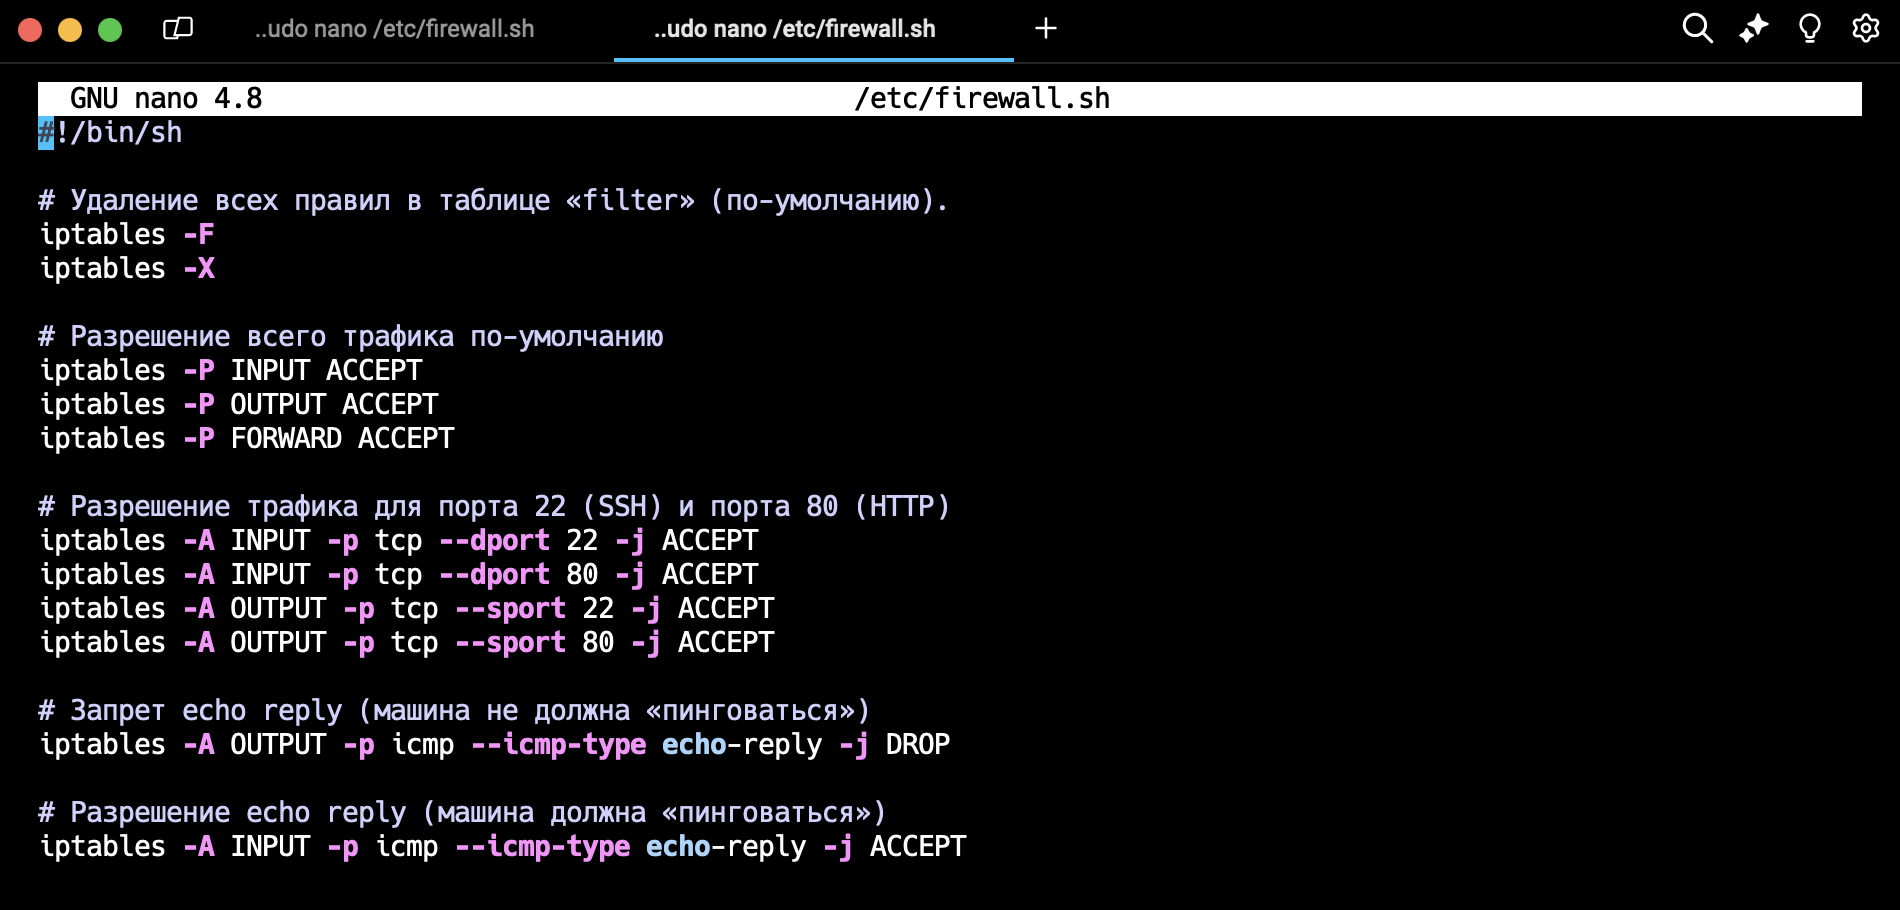 ..udo nano /etc/firewall.sh
..udo nano /etc/firewall.sh
GNU nano 4.8 /etc/firewall.sh
#!/bin/sh
# Удаление всех правил в таблице «filter» (по-умолчанию).
iptables -F
iptables -X
# Разрешение всего трафика по-умолчанию
iptables -P INPUT ACCEPT
iptables -P OUTPUT ACCEPT
iptables -P FORWARD ACCEPT
# Разрешение трафика для порта 22 (SSH) и порта 80 (HTTP)
iptables -A INPUT -p tcp --dport 22 -j ACCEPT
iptables -A INPUT -p tcp --dport 80 -j ACCEPT
iptables -A OUTPUT -p tcp --sport 22 -j ACCEPT
iptables -A OUTPUT -p tcp --sport 80 -j ACCEPT
# Запрет echo reply (машина не должна «пинговаться»)
iptables -A OUTPUT -p icmp --icmp-type echo-reply -j DROP
# Разрешение echo reply (машина должна «пинговаться»)
iptables -A INPUT -p icmp --icmp-type echo-reply -j ACCEPT